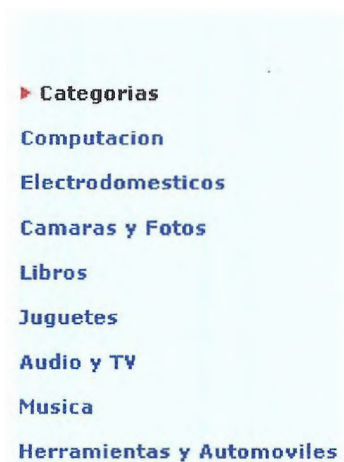 Categorias
Computacion
Electrodomesticos
Camaras y Fotos
Libros
Juguetes
Audio y TV
Musica
Herramientas y Automoviles